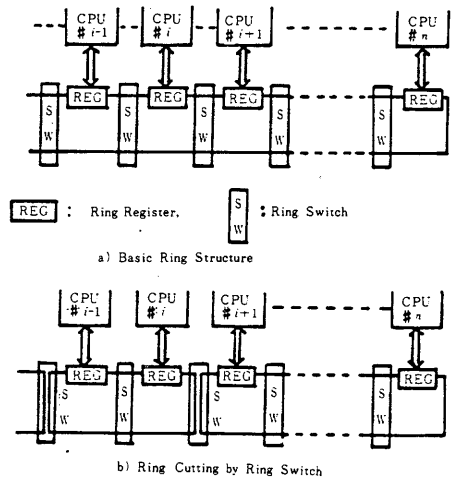 CPU CPU CPU CPU
# i-1 # i # i+1 # n
REG REG REG REG
S S S S S
W W W W W
REG : Ring Register. S W : Ring Switch
a) Basic Ring Structure
CPU CPU CPU CPU
# i-1 # i # i+1 # n
REG REG REG REG
S S S S S
W W W W W
b) Ring Cutting by Ring Switch